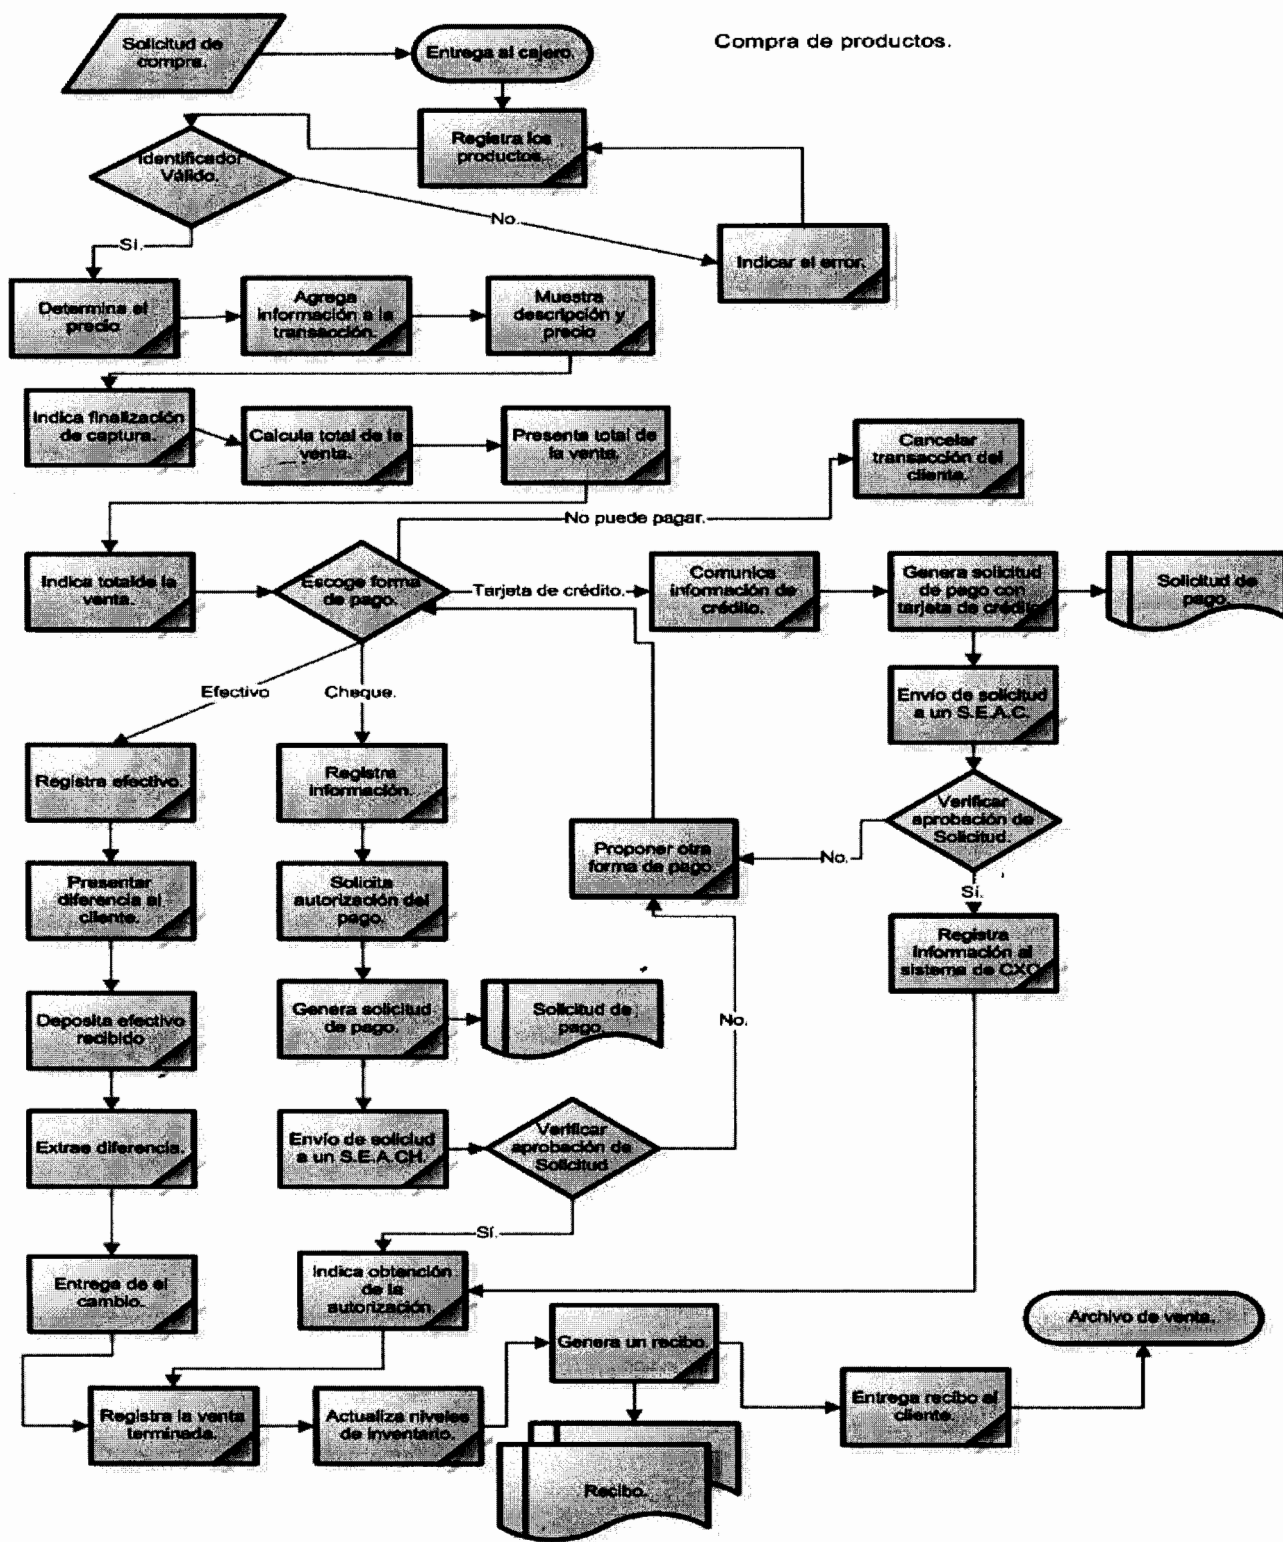 Compra de productos.
Solicitud de
compra.
Entrega al cajero.
Registra los
productos.
Identificador
Válido.
No.
Sí.
Indicar el error.
Determina el
precio
Agrega
información a la
transacción.
Muestra
descripción y
precio
Indica finalización
de captura.
Calcula total de la
venta.
Presenta total de
la venta.
Cancelar
transacción del
cliente.
No puede pagar.
Indica totalde la
venta.
Escoge forma
de pago.
Tarjeta de crédito.
Comunica
información de
crédito.
Genera solicitud
de pago con
tarjeta de crédito
Solicitud de
pago.
Envío de solicitud
a un S.E.A.C.
Efectivo
Cheque.
Registra efectivo.
Registra
información.
Verificar
aprobación de
Solicitud.
No.
Proponer otra
forma de pago.
Sí.
Presentar
diferencia al
cliente.
Solicita
autorización del
pago.
Registra
información al
sistema de CXC
Deposita efectivo
recibido
Genera solicitud
de pago.
Solicitud de
pago.
No.
Extrae diferencia.
Envío de soliciud
a un S.E.A.CH.
Verificar
aprobación de
Solicitud
Sí.
Entrega de el
cambio.
Indica obtención
de la
autorización.
Genera un recibo.
Archivo de venta.
Registra la venta
terminada.
Actualiza niveles
de inventario.
Entrega recibo al
cliente.
Recibo.